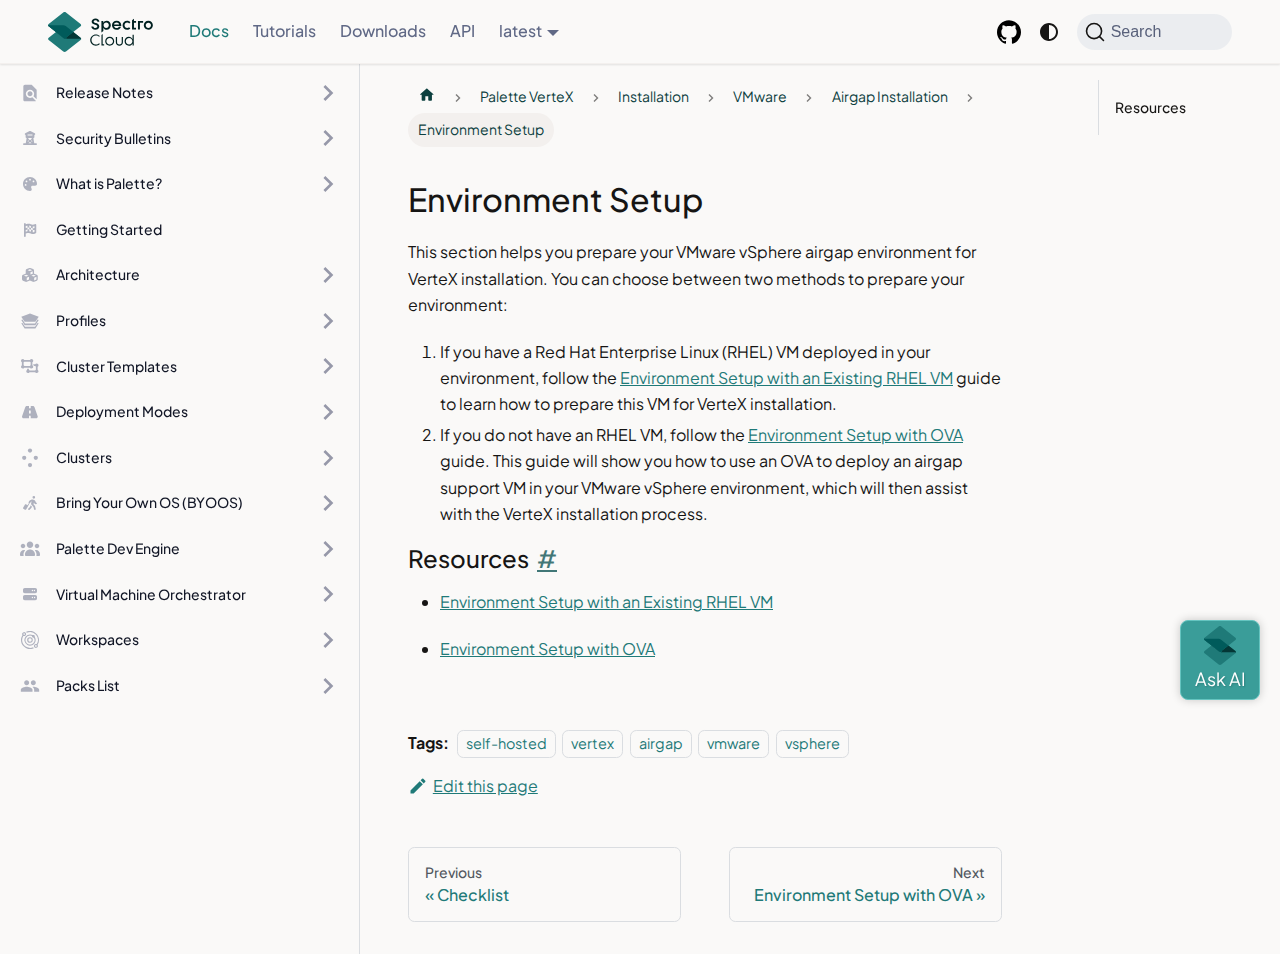 Spectro
Cloud
Docs
Tutorials
Downloads
API
latest
Search
Release Notes
Security Bulletins
What is Palette?
Getting Started
Architecture
Profiles
Cluster Templates
Deployment Modes
Clusters
Bring Your Own OS (BYOOS)
Palette Dev Engine
Virtual Machine Orchestrator
Workspaces
Packs List
Palette VerteX
Installation
VMware
Airgap Installation
Environment Setup
Environment Setup
This section helps you prepare your VMware vSphere airgap environment for
VerteX installation. You can choose between two methods to prepare your
environment:
1. If you have a Red Hat Enterprise Linux (RHEL) VM deployed in your
environment, follow the Environment Setup with an Existing RHEL VM guide
to learn how to prepare this VM for VerteX installation.
2. If you do not have an RHEL VM, follow the Environment Setup with OVA
guide. This guide will show you how to use an OVA to deploy an airgap
support VM in your VMware vSphere environment, which will then assist
with the VerteX installation process.
Resources #
Environment Setup with an Existing RHEL VM
Environment Setup with OVA
Tags: self-hosted vertex airgap vmware vsphere
Edit this page
Previous
« Checklist
Next
Environment Setup with OVA »
Resources
Ask AI